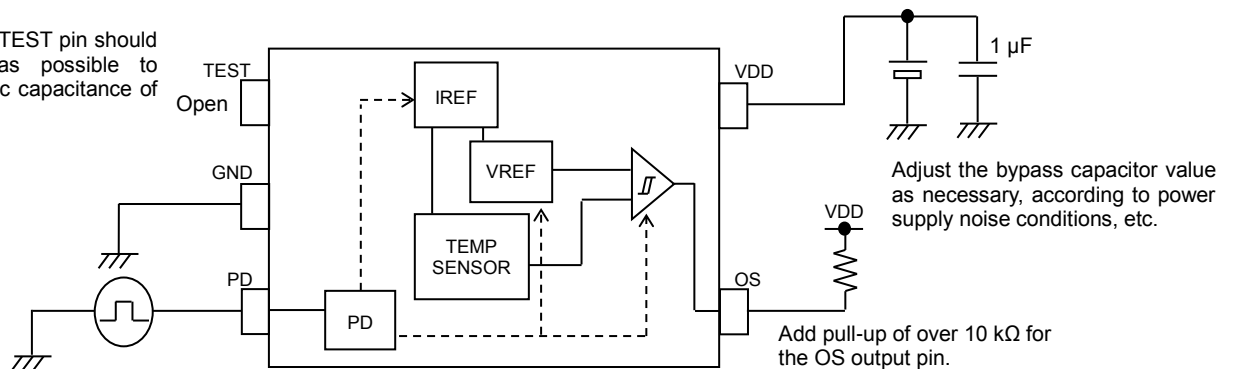 TEST pin should
as possible to
c capacitance of
TEST
Open
GND
PD
IREF
VREF
TEMP
SENSOR
PD
VDD
1 µF
Adjust the bypass capacitor value
as necessary, according to power
supply noise conditions, etc.
VDD
OS
Add pull-up of over 10 kΩ for
the OS output pin.